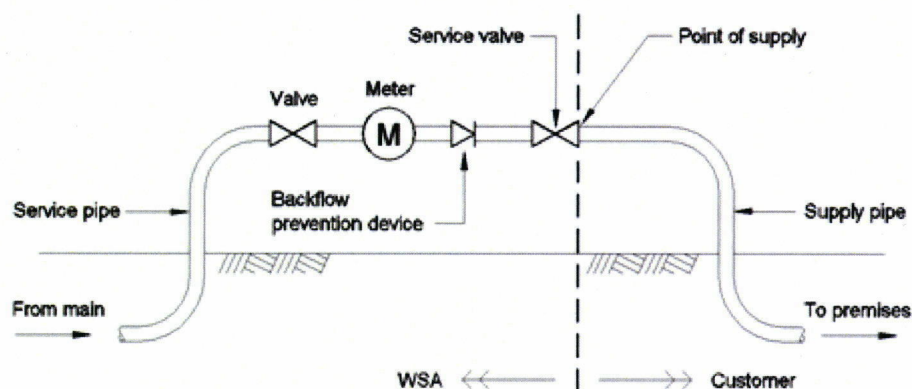 Service valve
Point of supply
Valve
Meter
M
Service pipe
Backflow
prevention device
Supply pipe
From main
To premises
WSA
Customer